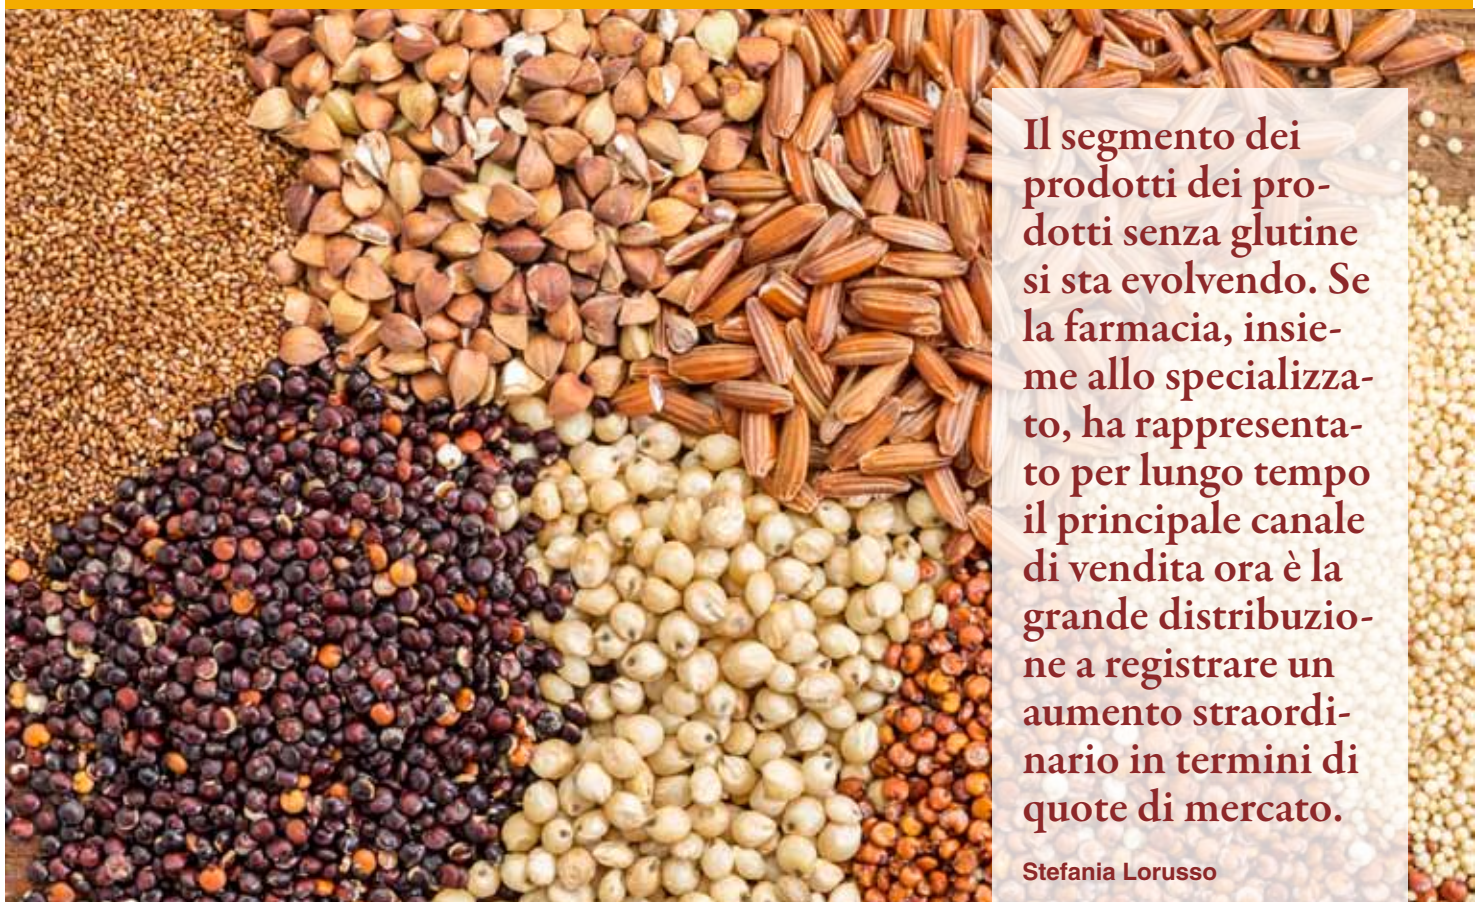 Il segmento dei
prodotti dei pro-
dotti senza glutine
si sta evolvendo. Se
la farmacia, insie-
me allo specializza-
to, ha rappresenta-
to per lungo tempo
il principale canale
di vendita ora è la
grande distribuzio-
ne a registrare un
aumento straordi-
nario in termini di
quote di mercato.
Stefania Lorusso